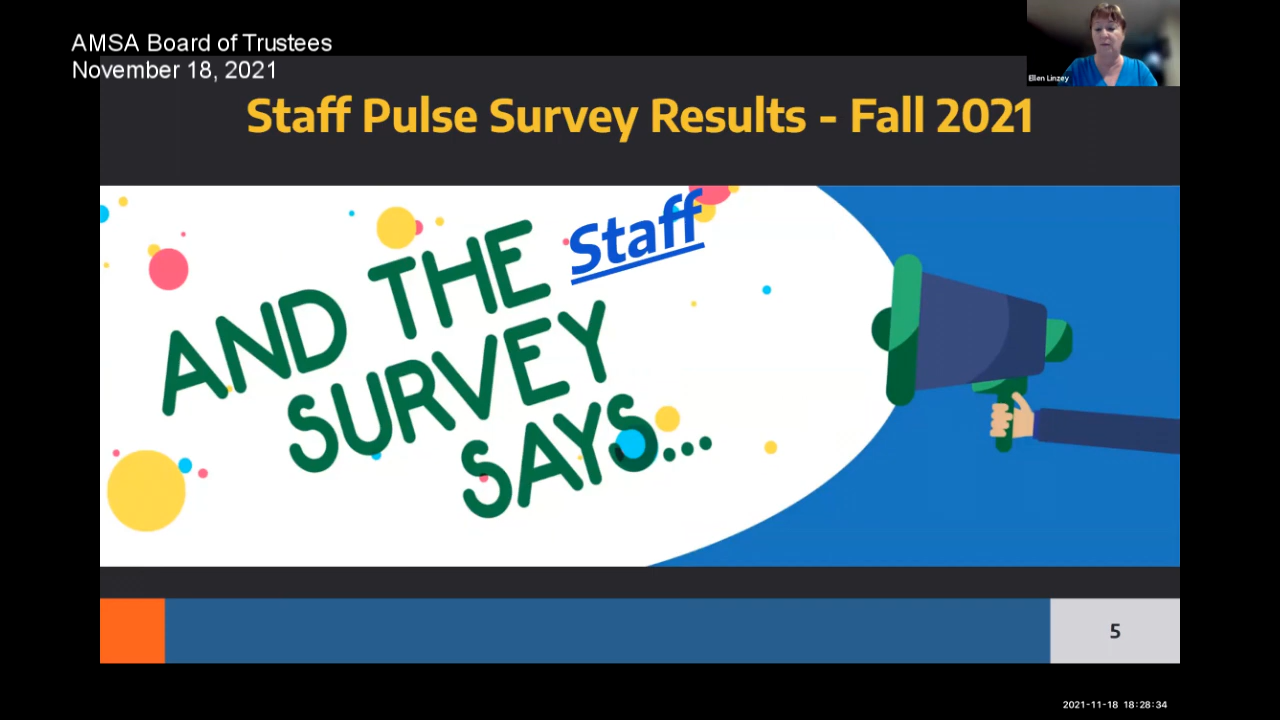 AMSA Board of Trustees
November 18, 2021
Ellen Linzey
Staff Pulse Survey Results - Fall 2021
AND THE Staff
SURVEY
SAYS...
5
2021-11-18 18:28:34